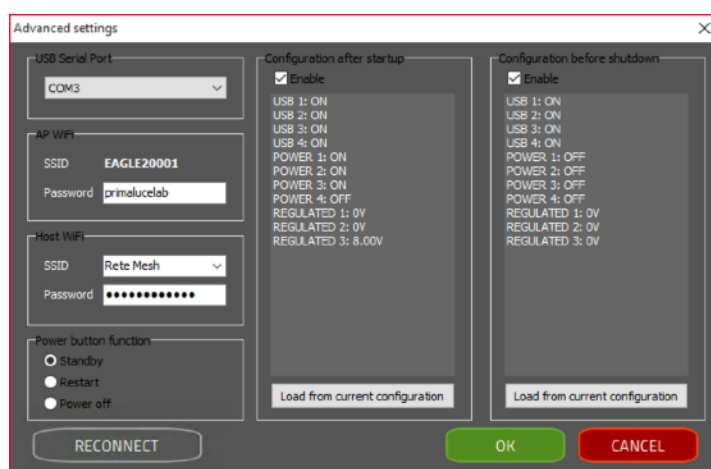 Advanced settings
USB Serial Port
COM3
AP WiFi
SSID EAGLE20001
Password primalucelab
Host WiFi
SSID Rete Mesh
Password ●●●●●●●●●●●●
Power button function
Standby
Restart
Power off
Configuration after startup
Enable
USB 1: ON
USB 2: ON
USB 3: ON
USB 4: ON
POWER 1: ON
POWER 2: ON
POWER 3: ON
POWER 4: OFF
REGULATED 1: 0V
REGULATED 2: 0V
REGULATED 3: 8.00V
Load from current configuration
Configuration before shutdown
Enable
USB 1: ON
USB 2: ON
USB 3: ON
USB 4: ON
POWER 1: OFF
POWER 2: OFF
POWER 3: OFF
POWER 4: OFF
REGULATED 1: 0V
REGULATED 2: 0V
REGULATED 3: 0V
Load from current configuration
RECONNECT
OK
CANCEL